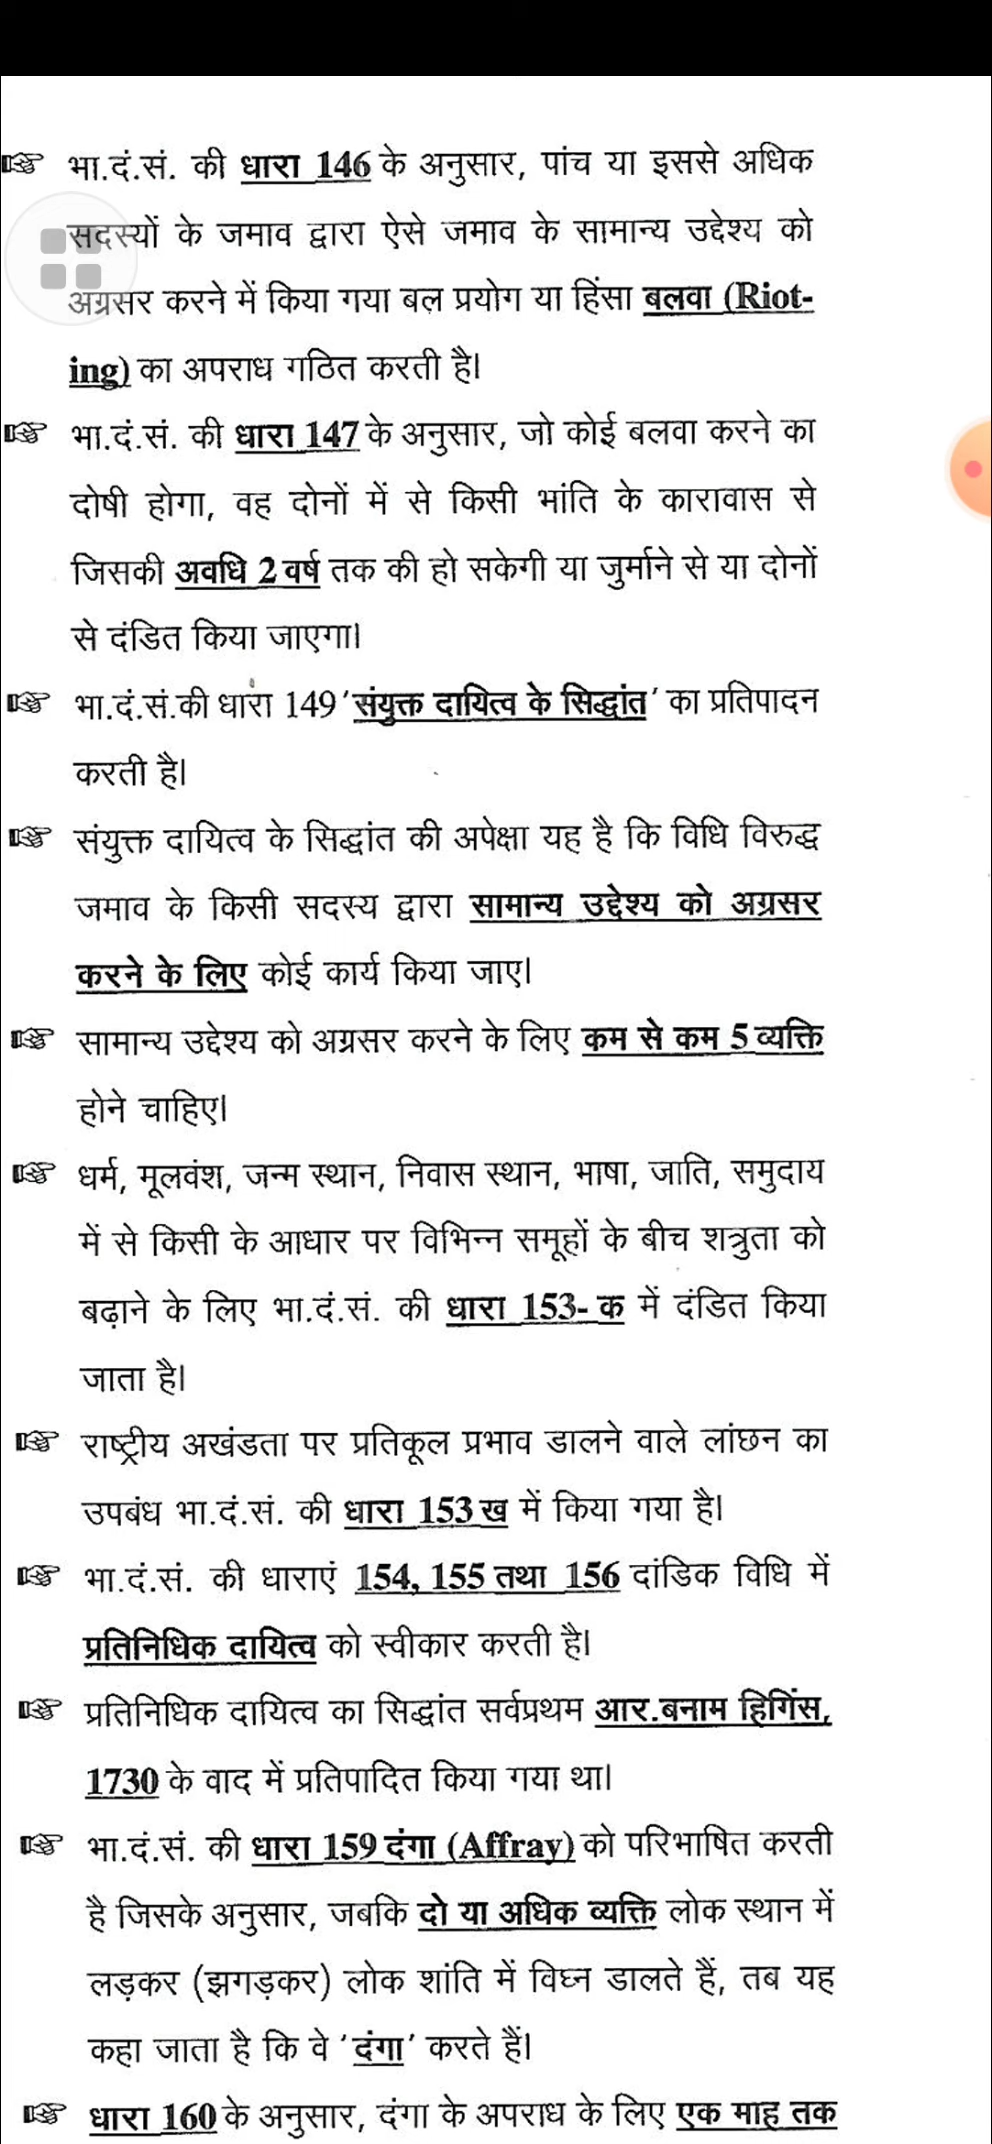 भा.दं.सं. की धारा 146 के अनुसार, पांच या इससे अधिक
सदस्यों के जमाव द्वारा ऐसे जमाव के सामान्य उद्देश्य को
अग्रसर करने में किया गया बल प्रयोग या हिंसा बलवा (Riot-
ing) का अपराध गठित करती है।
भा.दं.सं. की धारा 147 के अनुसार, जो कोई बलवा करने का
दोषी होगा, वह दोनों में से किसी भांति के कारावास से
जिसकी अवधि 2 वर्ष तक की हो सकेगी या जुर्माने से या दोनों
से दंडित किया जाएगा।
भा.दं.सं.की धारा 149 'संयुक्त दायित्व के सिद्धांत' का प्रतिपादन
करती है।
संयुक्त दायित्व के सिद्धांत की अपेक्षा यह है कि विधि विरुद्ध
जमाव के किसी सदस्य द्वारा सामान्य उद्देश्य को अग्रसर
करने के लिए कोई कार्य किया जाए।
सामान्य उद्देश्य को अग्रसर करने के लिए कम से कम 5 व्यक्ति
होने चाहिए।
धर्म, मूलवंश, जन्म स्थान, निवास स्थान, भाषा, जाति, समुदाय
में से किसी के आधार पर विभिन्न समूहों के बीच शत्रुता को
बढ़ाने के लिए भा.दं.सं. की धारा 153- क में दंडित किया
जाता है।
राष्ट्रीय अखंडता पर प्रतिकूल प्रभाव डालने वाले लांछन का
उपबंध भा.दं.सं. की धारा 153 ख में किया गया है।
भा.दं.सं. की धाराएं 154, 155 तथा 156 दांडिक विधि में
प्रतिनिधिक दायित्व को स्वीकार करती है।
प्रतिनिधिक दायित्व का सिद्धांत सर्वप्रथम आर.बनाम हिगिंस,
1730 के वाद में प्रतिपादित किया गया था।
भा.दं.सं. की धारा 159 दंगा (Affray) को परिभाषित करती
है जिसके अनुसार, जबकि दो या अधिक व्यक्ति लोक स्थान में
लड़कर (झगड़कर) लोक शांति में विघ्न डालते हैं, तब यह
कहा जाता है कि वे 'दंगा' करते हैं।
धारा 160 के अनुसार, दंगा के अपराध के लिए एक माह तक